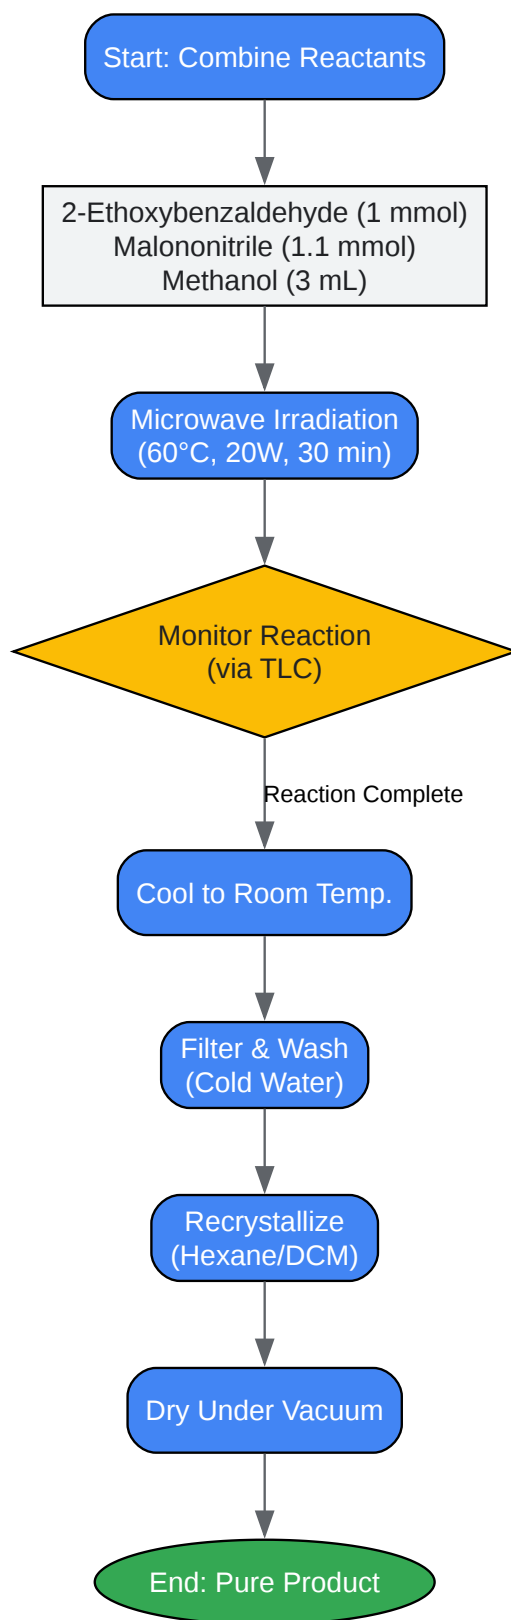 Start: Combine Reactants
2-Ethoxybenzaldehyde (1 mmol)
Malononitrile (1.1 mmol)
Methanol (3 mL)
Microwave Irradiation
(60°C, 20W, 30 min)
Monitor Reaction
(via TLC)
Reaction Complete
Cool to Room Temp.
Filter & Wash
(Cold Water)
Recrystallize
(Hexane/DCM)
Dry Under Vacuum
End: Pure Product